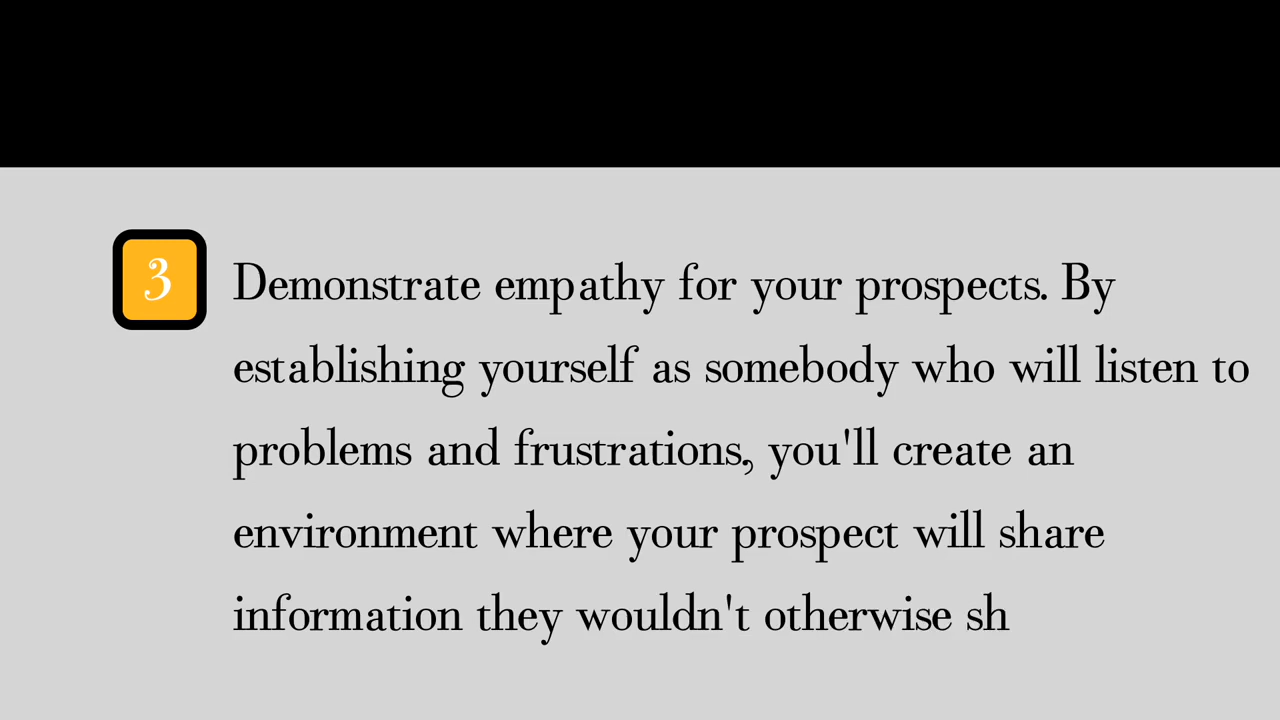 3
Demonstrate empathy for your prospects. By
establishing yourself as somebody who will listen to
problems and frustrations, you'll create an
environment where your prospect will share
information they wouldn't otherwise sh